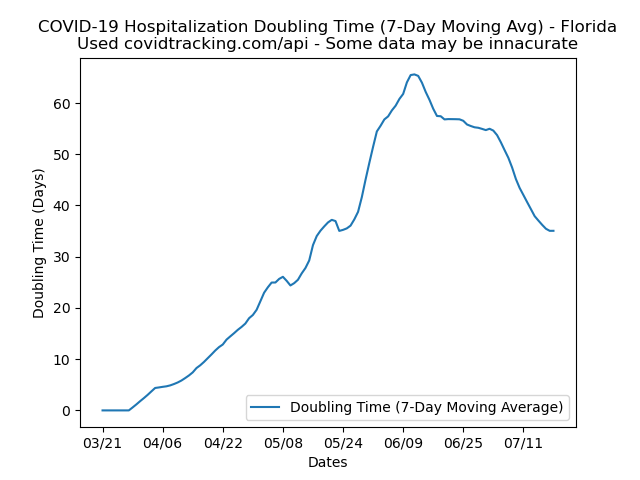 COVID-19 Hospitalization Doubling Time (7-Day Moving Avg) - Florida
Used covidtracking.com/api - Some data may be innacurate
Doubling Time (Days)
60
50
40
30
20
10
0
Doubling Time (7-Day Moving Average)
03/21 04/06 04/22 05/08 05/24 06/09 06/25 07/11
Dates